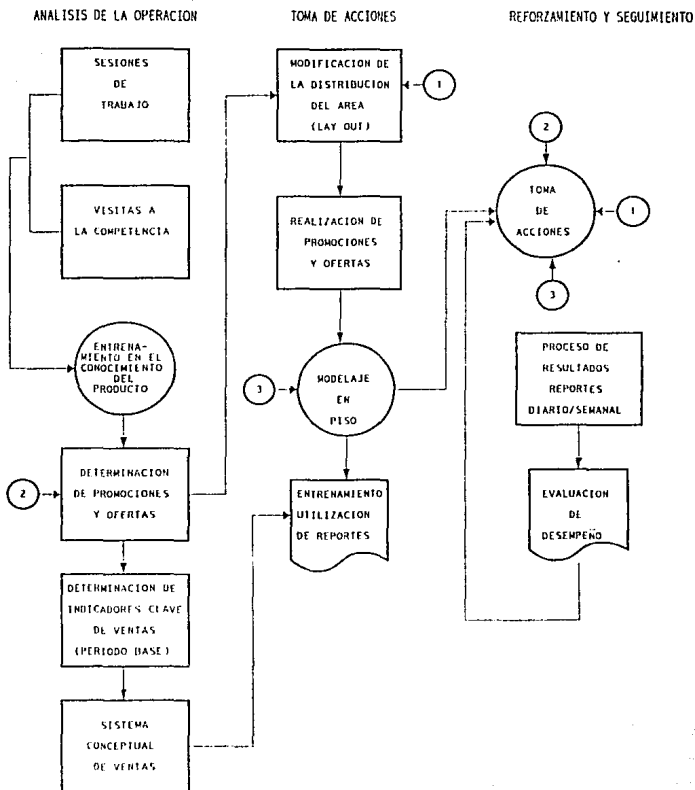 ANALISIS DE LA OPERACION
TOMA DE ACCIONES
REFORZAMIENTO Y SEGUIMIENTO
SESIONES
DE
TRABAJO
VISITAS A
LA COMPETENCIA
ENTRENA-
MIENTO EN EL
CONOCIMIENTO
DEL
PRODUCTO
2
DETERMINACION
DE PROMOCIONES
Y OFERTAS
DETERMINACION DE
INDICADORES CLAVE
DE VENTAS
(PERIODO BASE)
SISTEMA
CONCEPTUAL
DE VENTAS
MODIFICACION DE
LA DISTRIBUCION
DEL AREA
(LAY OUT)
1
REALIZACION DE
PROMOCIONES
Y OFERTAS
3
MODELAJE
EN
PISO
ENTRENAMIENTO
UTILIZACION
DE REPORTES
2
TOMA
DE
ACCIONES
1
3
PROCESO DE
RESULTADOS
REPORTES
DIARIO/SEMANAL
EVALUACION
DE
DESEMPEÑO